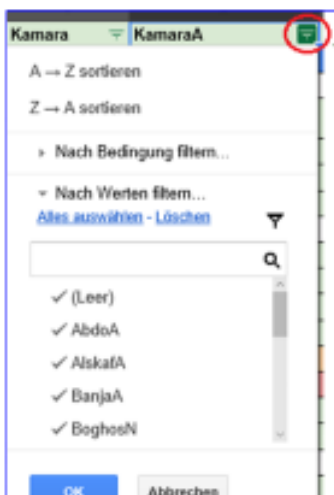 Kamara KamaraA
A → Z sortieren
Z → A sortieren
Nach Bedingung filtern...
Nach Werten filtern...
Alles auswählen - Löschen
(Leer)
AbdoA
AlskafA
BanjaA
BoghosN
OK Abbrechen